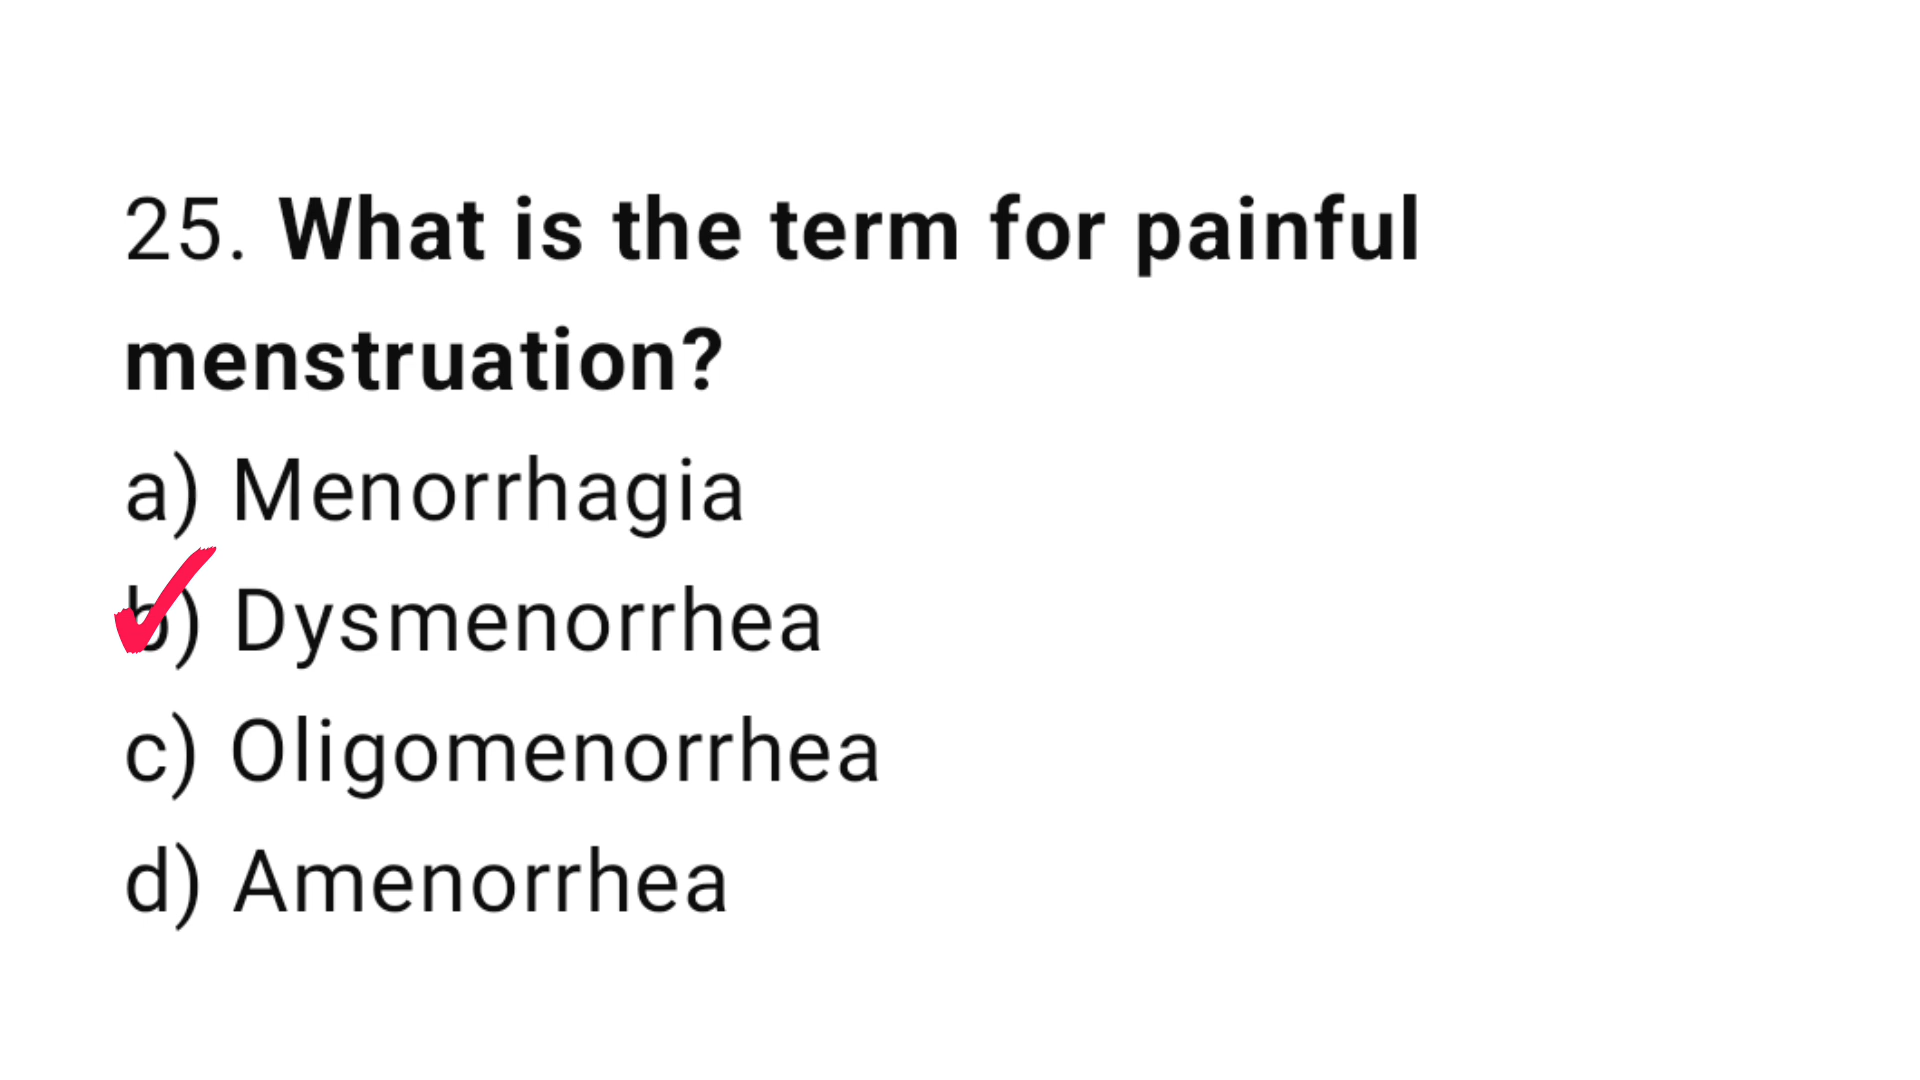 25. What is the term for painful
menstruation?
a) Menorrhagia
b) Dysmenorrhea
c) Oligomenorrhea
d) Amenorrhea